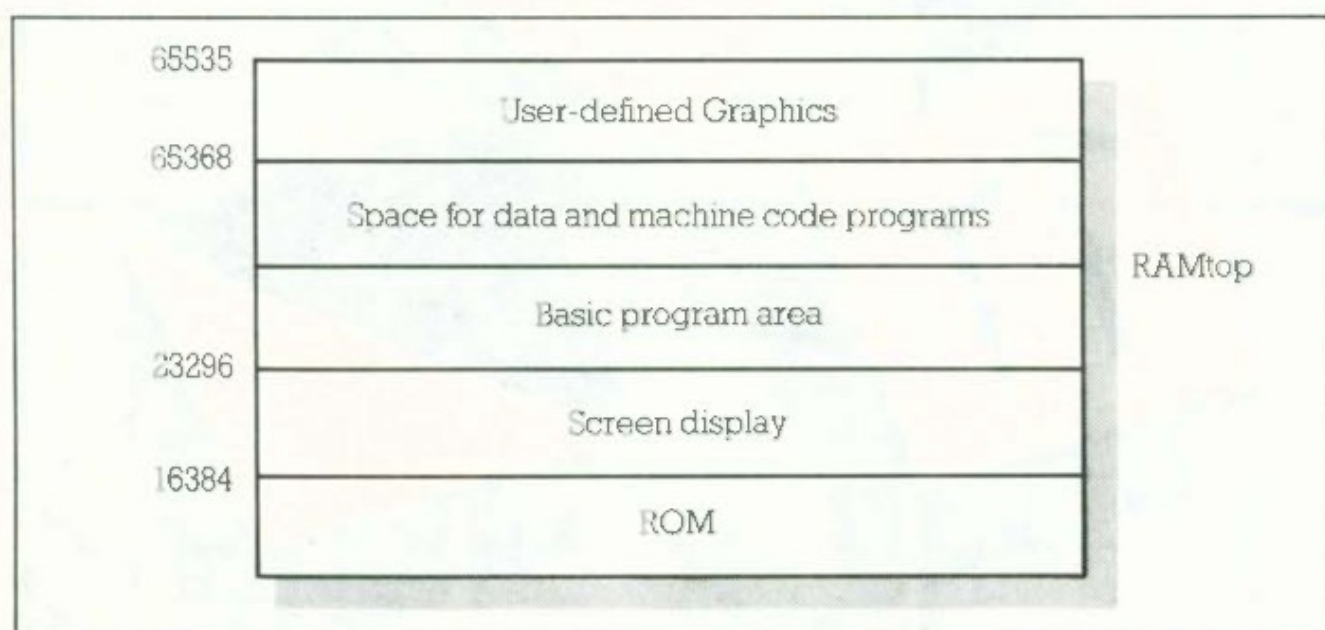 65535
User-defined Graphics
65368
Space for data and machine code programs
RAMtop
Basic program area
23296
Screen display
16384
ROM